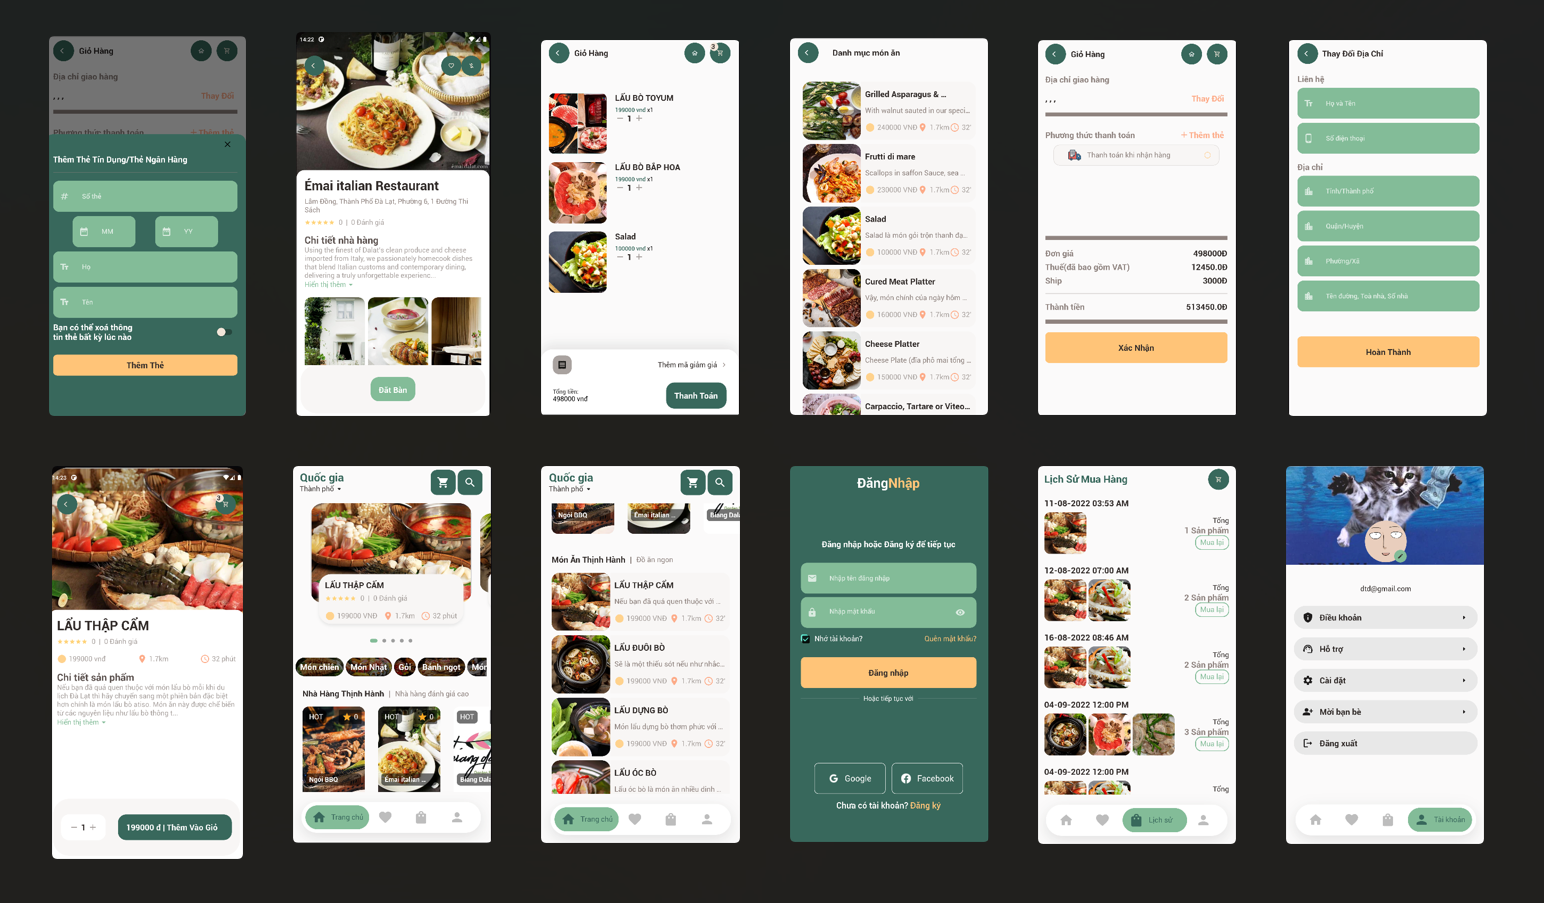 Giỏ Hàng
Địa chỉ giao hàng
, , ,
Thay Đổi
Phương thức thanh toán
+ Thêm thẻ
Thêm Thẻ Tín Dụng/Thẻ Ngân Hàng
Số thẻ
MM
YY
Họ
Tên
Bạn có thể xoá thông
tin thẻ bất kỳ lúc nào
Thêm Thẻ
14:22
émai dalat.com
Émai italian Restaurant
Lâm Đồng, Thành Phố Đà Lạt, Phường 6, 1 Đường Thi
Sách
0 | 0 Đánh giá
Chi tiết nhà hàng
Using the finest of Dalat's clean produce and cheese
imported from Italy, we passionately homecook dishes
that blend italian customs and contemporary dining,
delivering a truly unforgettable experienc...
Hiển thị thêm
Đặt Bàn
Giỏ Hàng
3
LẨU BÒ TOYUM
199000 vnd x1
− 1 +
LẨU BÒ BẮP HOA
199000 vnd x1
− 1 +
Salad
100000 vnd x1
− 1 +
Thêm mã giảm giá
Tổng tiền:
498000 vnđ
Thanh Toán
Danh mục món ăn
Grilled Asparagus & ...
With walnut sauted in our speci...
240000 VNĐ 1.7km 32'
Frutti di mare
Scallops in saffon Sauce, sea ...
230000 VNĐ 1.7km 32'
Salad
Salad là món gỏi trộn thanh đạ...
100000 VNĐ 1.7km 32'
Cured Meat Platter
Vậy, món chính của ngày hôm ...
160000 VNĐ 1.7km 32'
Cheese Platter
Cheese Plate (đĩa phô mai tổng ...
150000 VNĐ 1.7km 32'
Carpaccio, Tartare or Viteo...
Giỏ Hàng
Địa chỉ giao hàng
, , ,
Thay Đổi
Phương thức thanh toán
+ Thêm thẻ
Thanh toán khi nhận hàng
Đơn giá 498000Đ
Thuế(đã bao gồm VAT) 12450.0Đ
Ship 3000Đ
Thành tiền 513450.0Đ
Xác Nhận
Thay Đổi Địa Chỉ
Liên hệ
Họ và Tên
Số điện thoại
Địa chỉ
Tỉnh/Thành phố
Quận/Huyện
Phường/Xã
Tên đường, Toà nhà, Số nhà
Hoàn Thành
14:23
3
LẨU THẬP CẨM
0 | 0 Đánh giá
199000 vnđ 1.7km 32 phút
Chi tiết sản phẩm
Nếu bạn đã quá quen thuộc với món lẩu bò mỗi khi du
lịch Đà Lạt thì hãy chuyển sang một phiên bản đặc biệt
hơn chính là món lẩu bò atiso. Món ăn này được chế biến
từ các nguyên liệu như lẩu bò thông t...
Hiển thị thêm
− 1 +
199000 đ | Thêm Vào Giỏ
Quốc gia
Thành phố
LẨU THẬP CẨM
0 | 0 Đánh giá
199000 VNĐ 1.7km 32 phút
Món chiên
Món Nhật
Gỏi
Bánh ngọt
Món
Nhà Hàng Thịnh Hành | Nhà hàng đánh giá cao
HOT 0
Ngói BBQ
HOT 0
Émai italian ..
HOT
Biang Dala
Trang chủ
Quốc gia
Thành phố
Ngói BBQ
Émai italian ..
Biang Dala
Món Ăn Thịnh Hành | Đồ ăn ngon
LẨU THẬP CẨM
Nếu bạn đã quá quen thuộc với ...
199000 VNĐ 1.7km 32'
LẨU ĐUÔI BÒ
Sẽ là một thiếu sót nếu như nhắc...
199000 VNĐ 1.7km 32'
LẨU DỰNG BÒ
Món lẩu dựng bò thơm phức với ...
199000 VNĐ 1.7km 32'
LẨU ÓC BÒ
Lẩu óc bò là món ăn nhiều dinh ...
Trang chủ
ĐăngNhập
Đăng nhập hoặc Đăng ký để tiếp tục
Nhập tên đăng nhập
Nhập mật khẩu
Nhớ tài khoản?
Quên mật khẩu?
Đăng nhập
Hoặc tiếp tục với
Google
Facebook
Chưa có tài khoản? Đăng ký
Lịch Sử Mua Hàng
11-08-2022 03:53 AM
Tổng
1 Sản phẩm
Mua lại
12-08-2022 07:00 AM
Tổng
2 Sản phẩm
Mua lại
16-08-2022 08:46 AM
Tổng
2 Sản phẩm
Mua lại
04-09-2022 12:00 PM
Tổng
3 Sản phẩm
Mua lại
04-09-2022 12:00 PM
Tổng
Lịch sử
dtd@gmail.com
Điều khoản
Hỗ trợ
Cài đặt
Mời bạn bè
Đăng xuất
Tài khoản